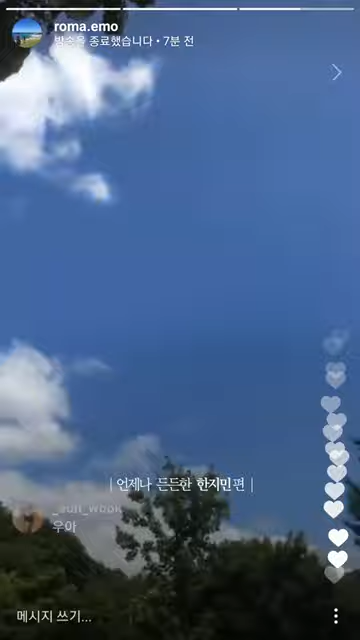 roma.emo
방송을 종료했습니다 • 7분 전
| 언제나 든든한 한지민 편 |
우아
메시지 쓰기...